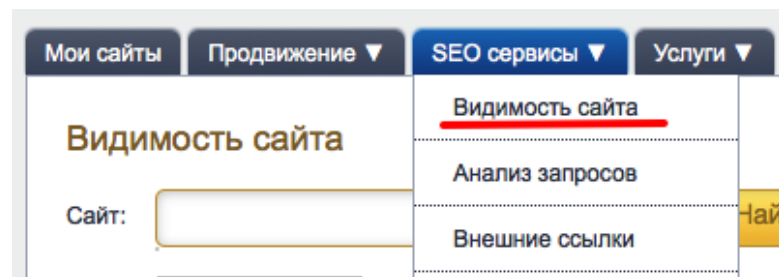 Мои сайты Продвижение ▼ SEO сервисы ▼ Услуги ▼
Видимость сайта
Видимость сайта
Анализ запросов
Сайт:
Внешние ссылки